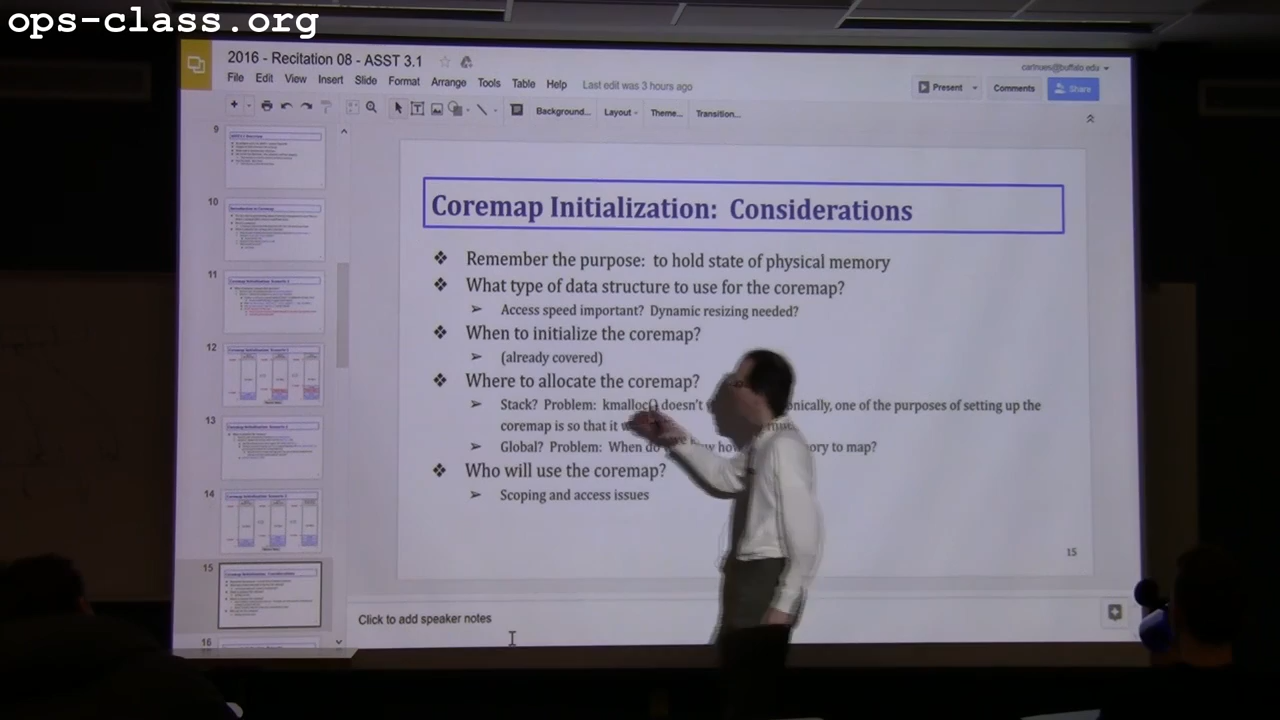 ops-class.org
2016 - Recitation 08 - ASST 3.1
carlnues@buffalo.edu
File Edit View Insert Slide Format Arrange Tools Table Help Last edit was 3 hours ago
Present Comments Share
Background... Layout Theme... Transition...
9
10
11
12
13
14
15
16
Coremap Initialization: Considerations
Remember the purpose: to hold state of physical memory
What type of data structure to use for the coremap?
Access speed important? Dynamic resizing needed?
When to initialize the coremap?
(already covered)
Where to allocate the coremap?
Stack? Problem: kmalloc() doesn't onically, one of the purposes of setting up the
coremap is so that it
Global? Problem: When do ory to map?
Who will use the coremap?
Scoping and access issues
15
Click to add speaker notes